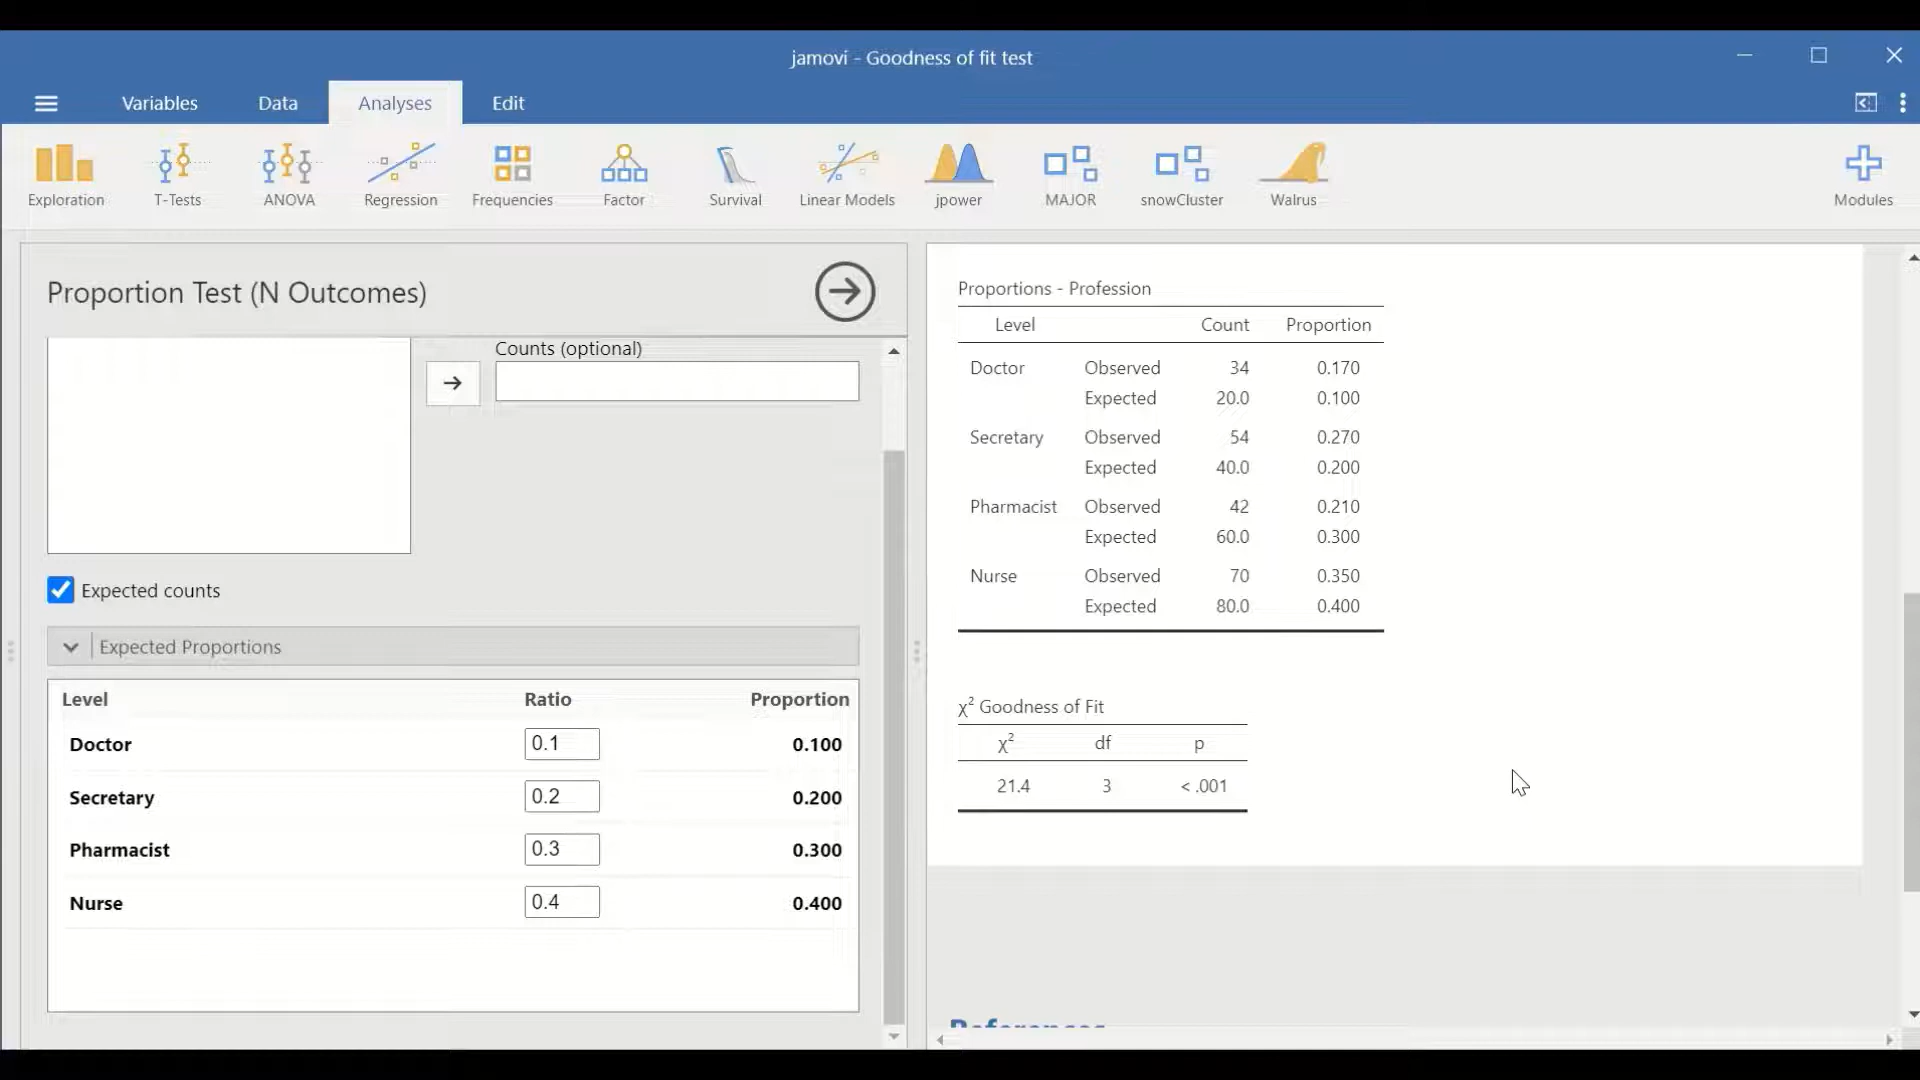 jamovi - Goodness of fit test
Variables Data Analyses Edit
Exploration T-Tests ANOVA Regression Frequencies Factor Survival Linear Models jpower MAJOR snowCluster Walrus Modules
Proportion Test (N Outcomes)
Counts (optional)
Expected counts
Expected Proportions
Level Ratio Proportion
Doctor 0.1 0.100
Secretary 0.2 0.200
Pharmacist 0.3 0.300
Nurse 0.4 0.400
Proportions - Profession
Level Count Proportion
Doctor Observed 34 0.170
Expected 20.0 0.100
Secretary Observed 54 0.270
Expected 40.0 0.200
Pharmacist Observed 42 0.210
Expected 60.0 0.300
Nurse Observed 70 0.350
Expected 80.0 0.400
χ² Goodness of Fit
χ² df p
21.4 3 < .001
References